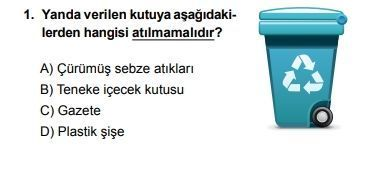 1. Yanda verilen kutuya aşağıdaki-
lerden hangisi atılmamalıdır?
A) Çürümüş sebze atıkları
B) Teneke içecek kutusu
C) Gazete
D) Plastik şişe